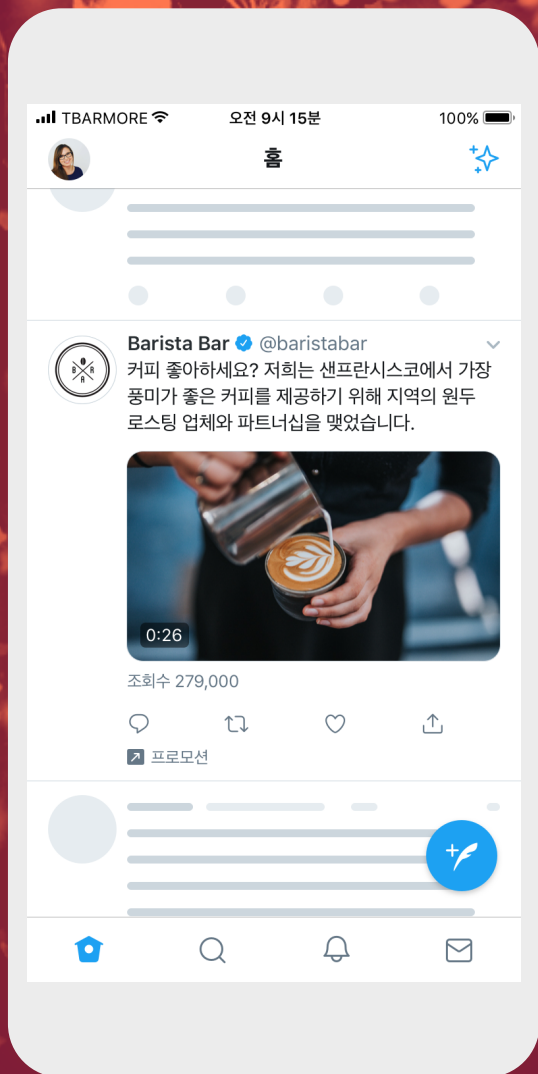 TBARMORE 오전 9시 15분 100%
홈
Barista Bar @baristabar
B R A
커피 좋아하세요? 저희는 샌프란시스코에서 가장
풍미가 좋은 커피를 제공하기 위해 지역의 원두
로스팅 업체와 파트너십을 맺었습니다.
0:26
조회수 279,000
프로모션